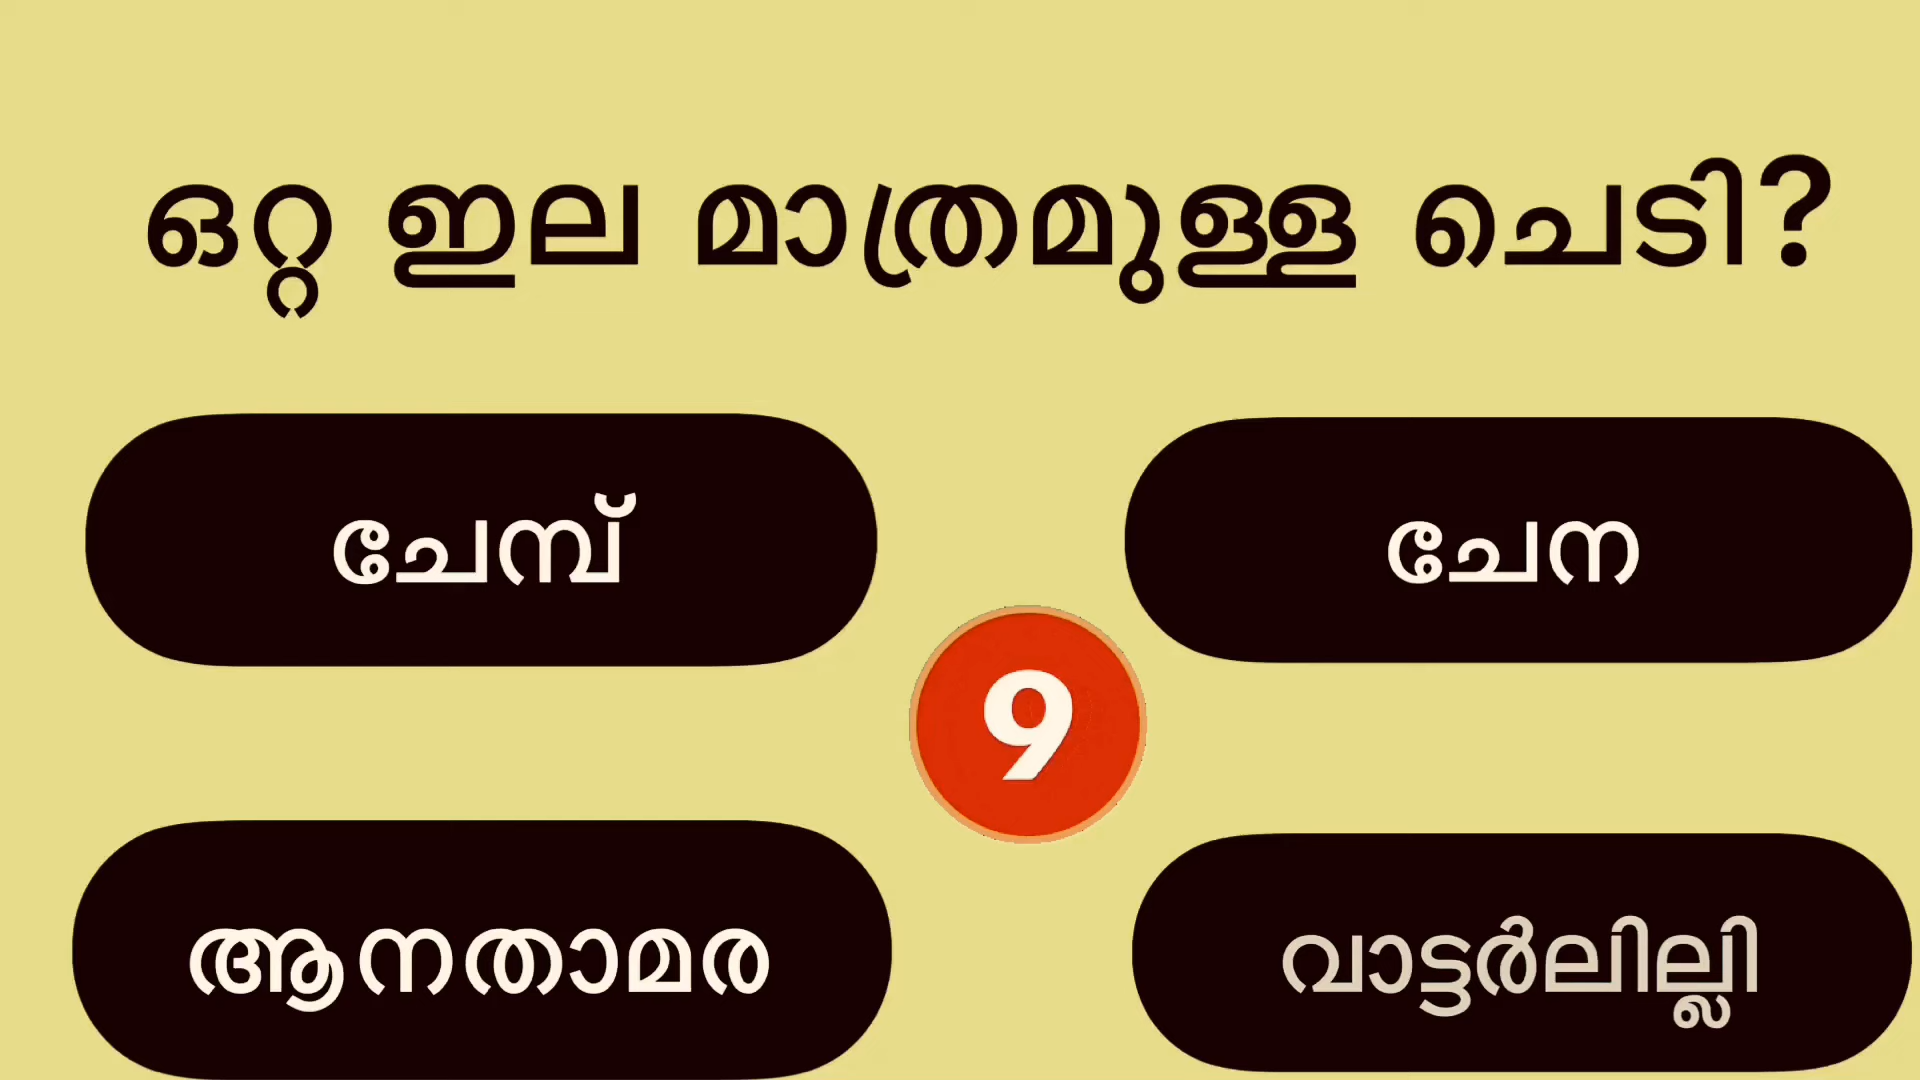 ഒറ്റ ഇല മാത്രമുള്ള ചെടി?
ചേമ്പ്
ചേന
9
ആനതാമര
വാട്ടർലില്ലി